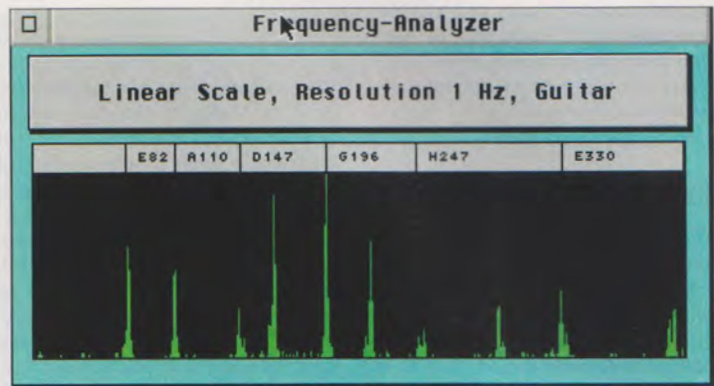 Frequency-Analyzer
Linear Scale, Resolution 1 Hz, Guitar
E82 A110 D147 G196 H247 E330